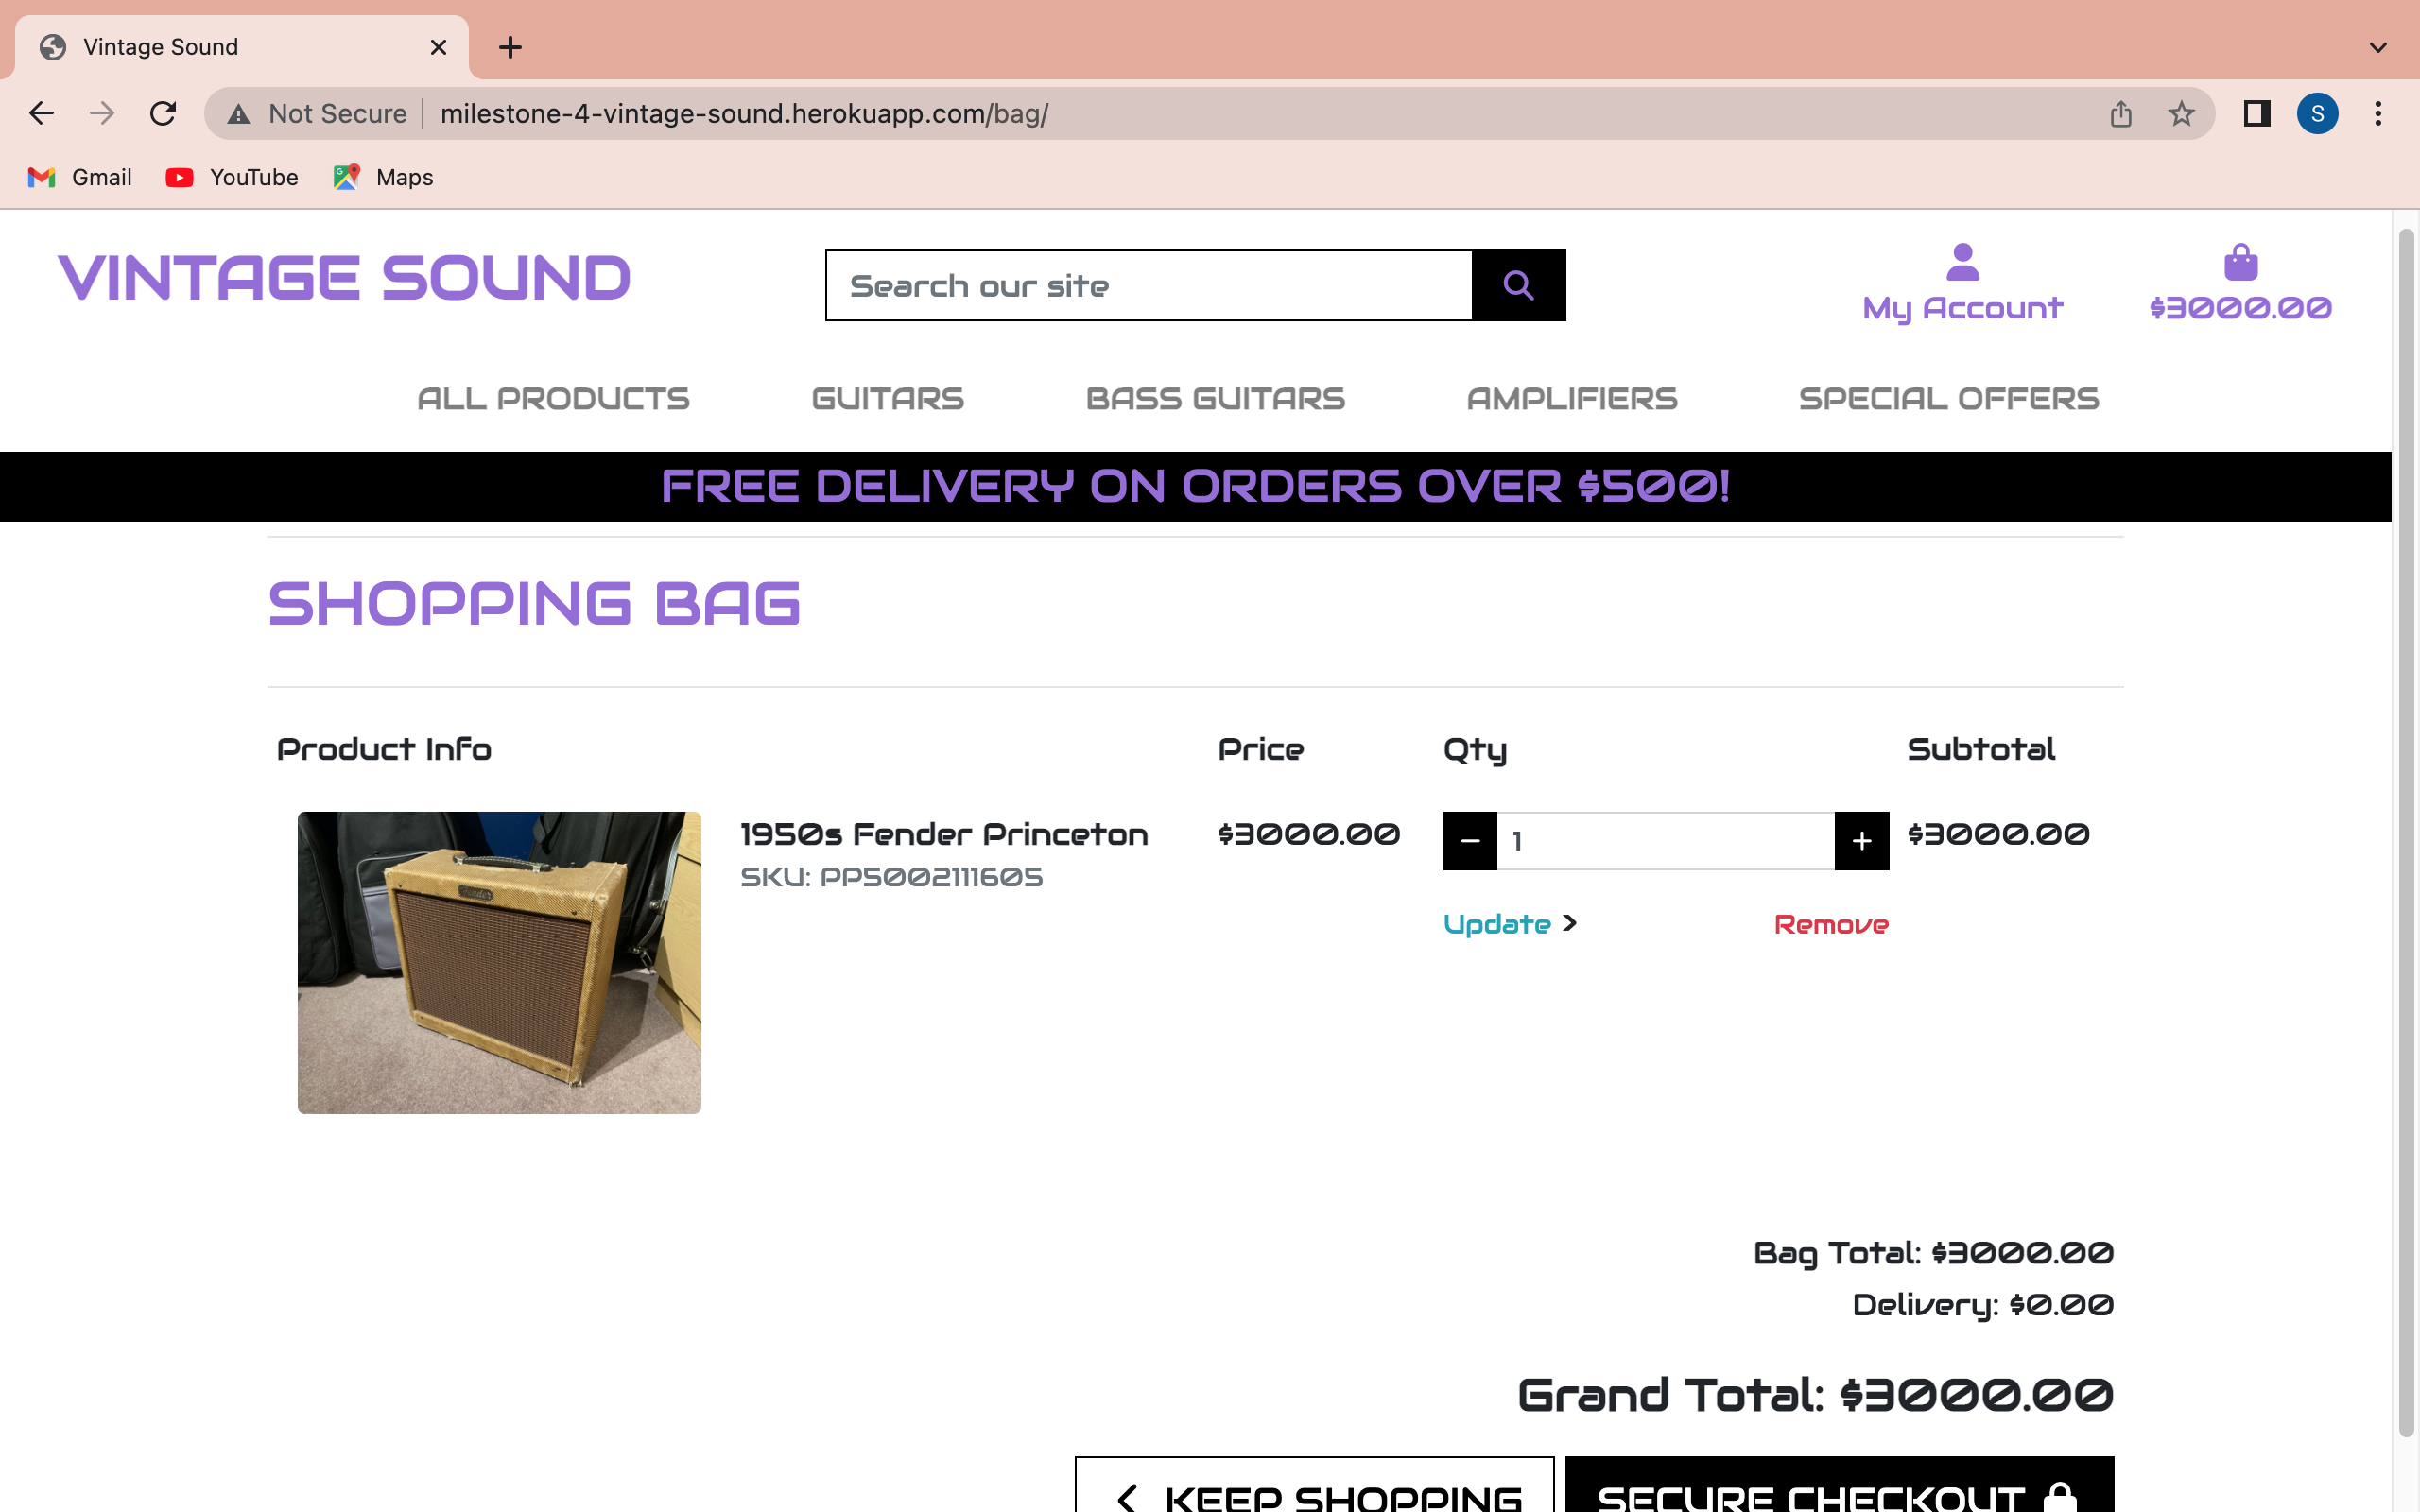 Vintage Sound
Not Secure milestone-4-vintage-sound.herokuapp.com/bag/ S
Gmail YouTube Maps
VINTAGE SOUND
Search our site
My Account $3000.00
ALL PRODUCTS GUITARS BASS GUITARS AMPLIFIERS SPECIAL OFFERS
FREE DELIVERY ON ORDERS OVER $500!
SHOPPING BAG
Product Info Price Qty Subtotal
1950s Fender Princeton $3000.00 1 $3000.00
SKU: PP5002111605
Update Remove
Bag Total: $3000.00
Delivery: $0.00
Grand Total: $3000.00
KEEP SHOPPING SECURE CHECKOUT